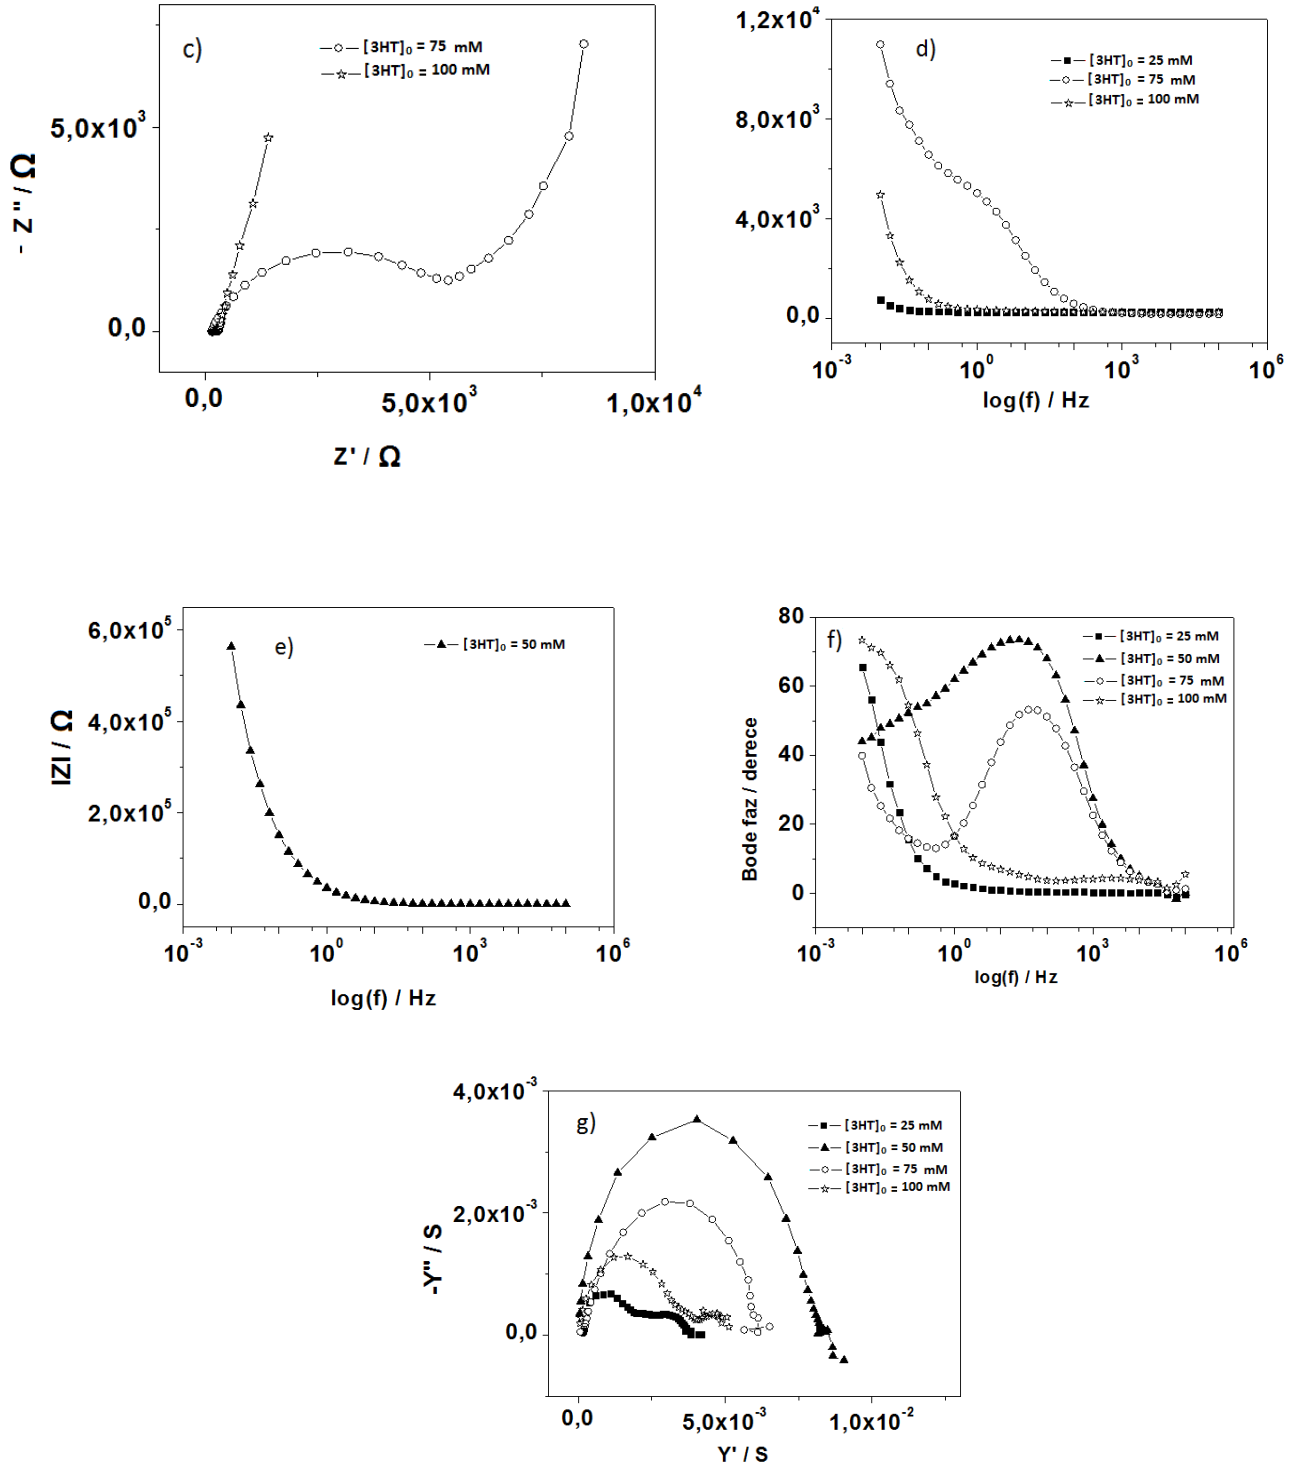 c)
[3HT]₀ = 75 mM
[3HT]₀ = 100 mM
5,0x10³
0,0
- Z'' / Ω
0,0
5,0x10³
1,0x10⁴
Z' / Ω
d)
[3HT]₀ = 25 mM
[3HT]₀ = 75 mM
[3HT]₀ = 100 mM
1,2x10⁴
8,0x10³
4,0x10³
0,0
10⁻³
10⁰
10³
10⁶
log(f) / Hz
e)
[3HT]₀ = 50 mM
6,0x10⁵
4,0x10⁵
2,0x10⁵
0,0
IZI / Ω
10⁻³
10⁰
10³
10⁶
log(f) / Hz
f)
[3HT]₀ = 25 mM
[3HT]₀ = 50 mM
[3HT]₀ = 75 mM
[3HT]₀ = 100 mM
80
60
40
20
0
Bode faz / derece
10⁻³
10⁰
10³
10⁶
log(f) / Hz
g)
[3HT]₀ = 25 mM
[3HT]₀ = 50 mM
[3HT]₀ = 75 mM
[3HT]₀ = 100 mM
4,0x10⁻³
2,0x10⁻³
0,0
-Y'' / S
0,0
5,0x10⁻³
1,0x10⁻²
Y' / S